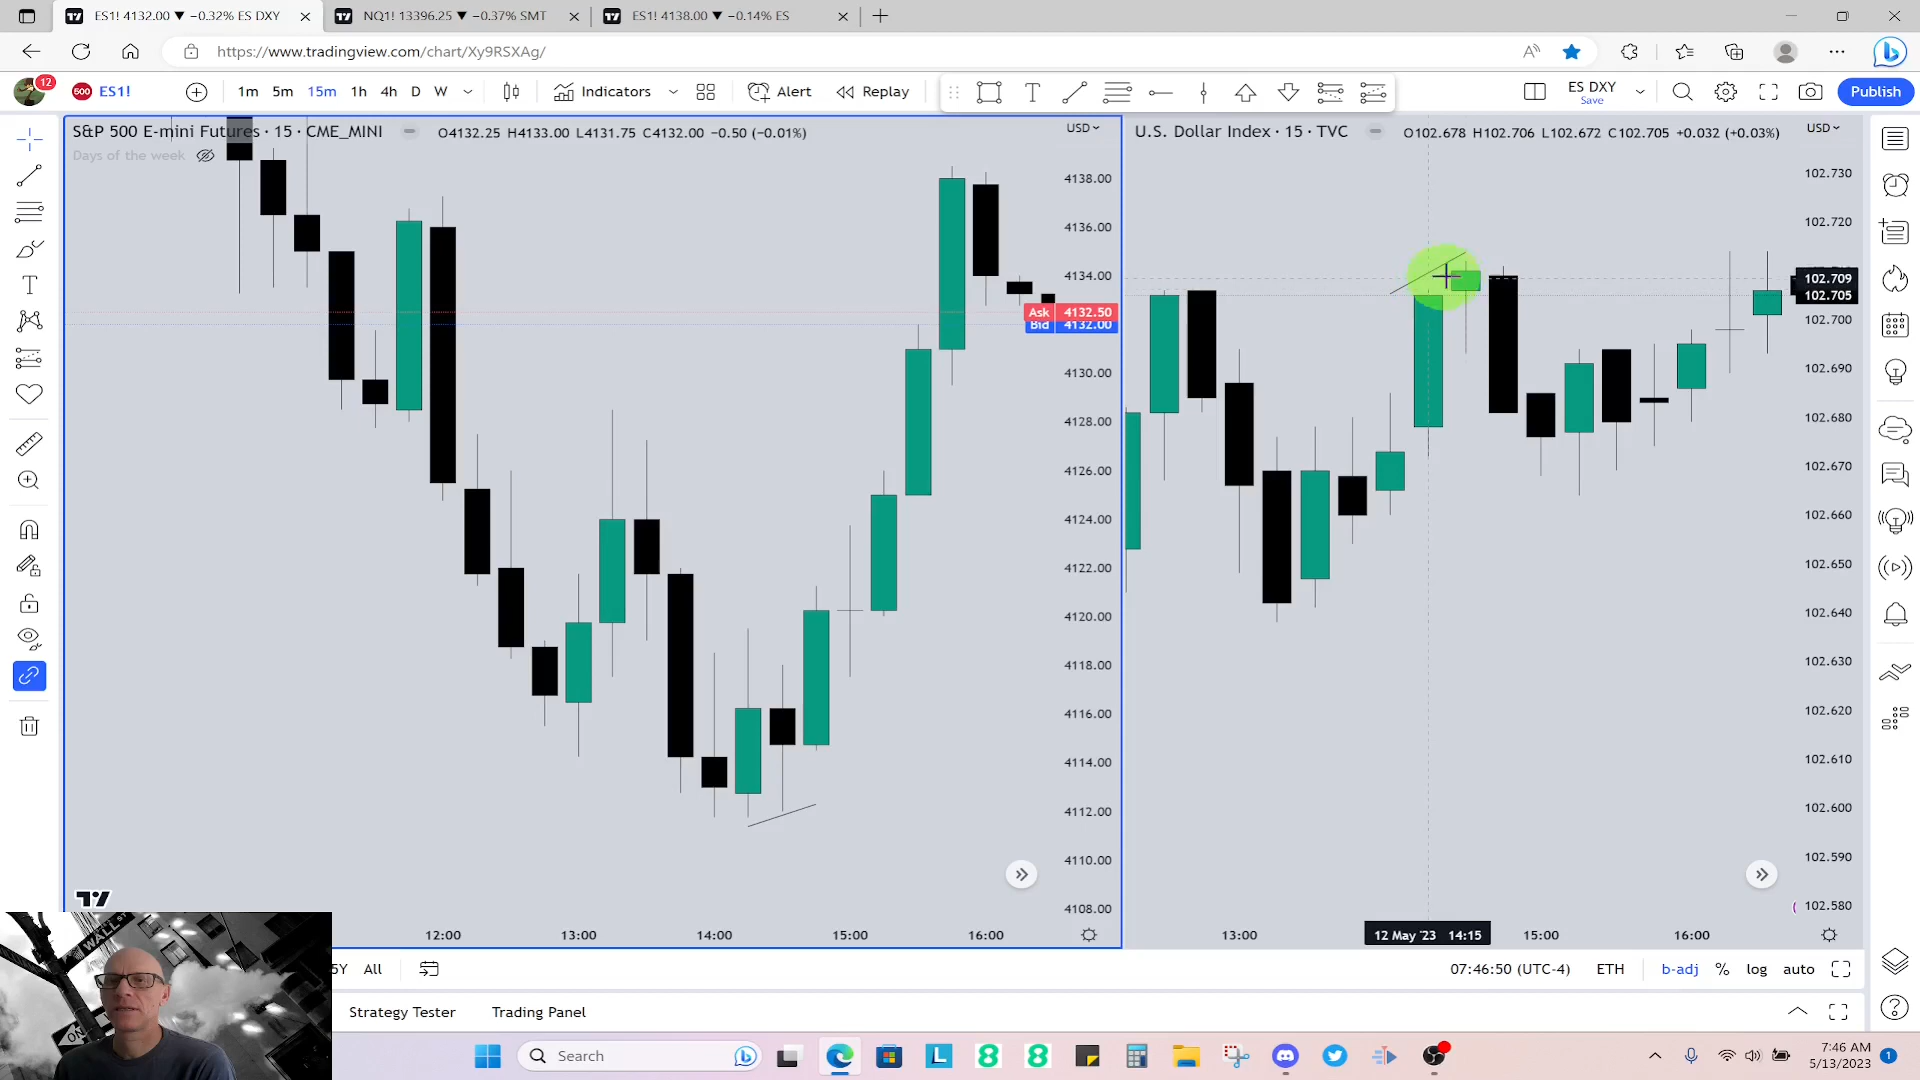 ES1! 4132.00 ▼ −0.32% ES DXY
NQ1! 13396.25 ▼ −0.37% SMT
ES1! 4138.00 ▼ −0.14% ES
https://www.tradingview.com/chart/Xy9RSXAg/
12
500
ES1!
1m 5m 15m 1h 4h D W
Indicators
Alert
Replay
ES DXY
Save
Publish
S&P 500 E-mini Futures · 15 · CME_MINI
O4132.25 H4133.00 L4131.75 C4132.00 −0.50 (−0.01%)
USD
Days of the week
U.S. Dollar Index · 15 · TVC
O102.678 H102.706 L102.672 C102.705 +0.032 (+0.03%)
USD
4138.00
4136.00
4134.00
Ask 4132.50
Bid 4132.00
4130.00
4128.00
4126.00
4124.00
4122.00
4120.00
4118.00
4116.00
4114.00
4112.00
4110.00
4108.00
102.730
102.720
102.709
102.705
102.700
102.690
102.680
102.670
102.660
102.650
102.640
102.630
102.620
102.610
102.600
102.590
102.580
12:00 13:00 14:00 15:00 16:00
13:00 12 May '23 14:15 15:00 16:00
5Y All
07:46:50 (UTC-4) ETH b-adj % log auto
Strategy Tester Trading Panel
WALL ST
ON
Search
7:46 AM
5/13/2023
1